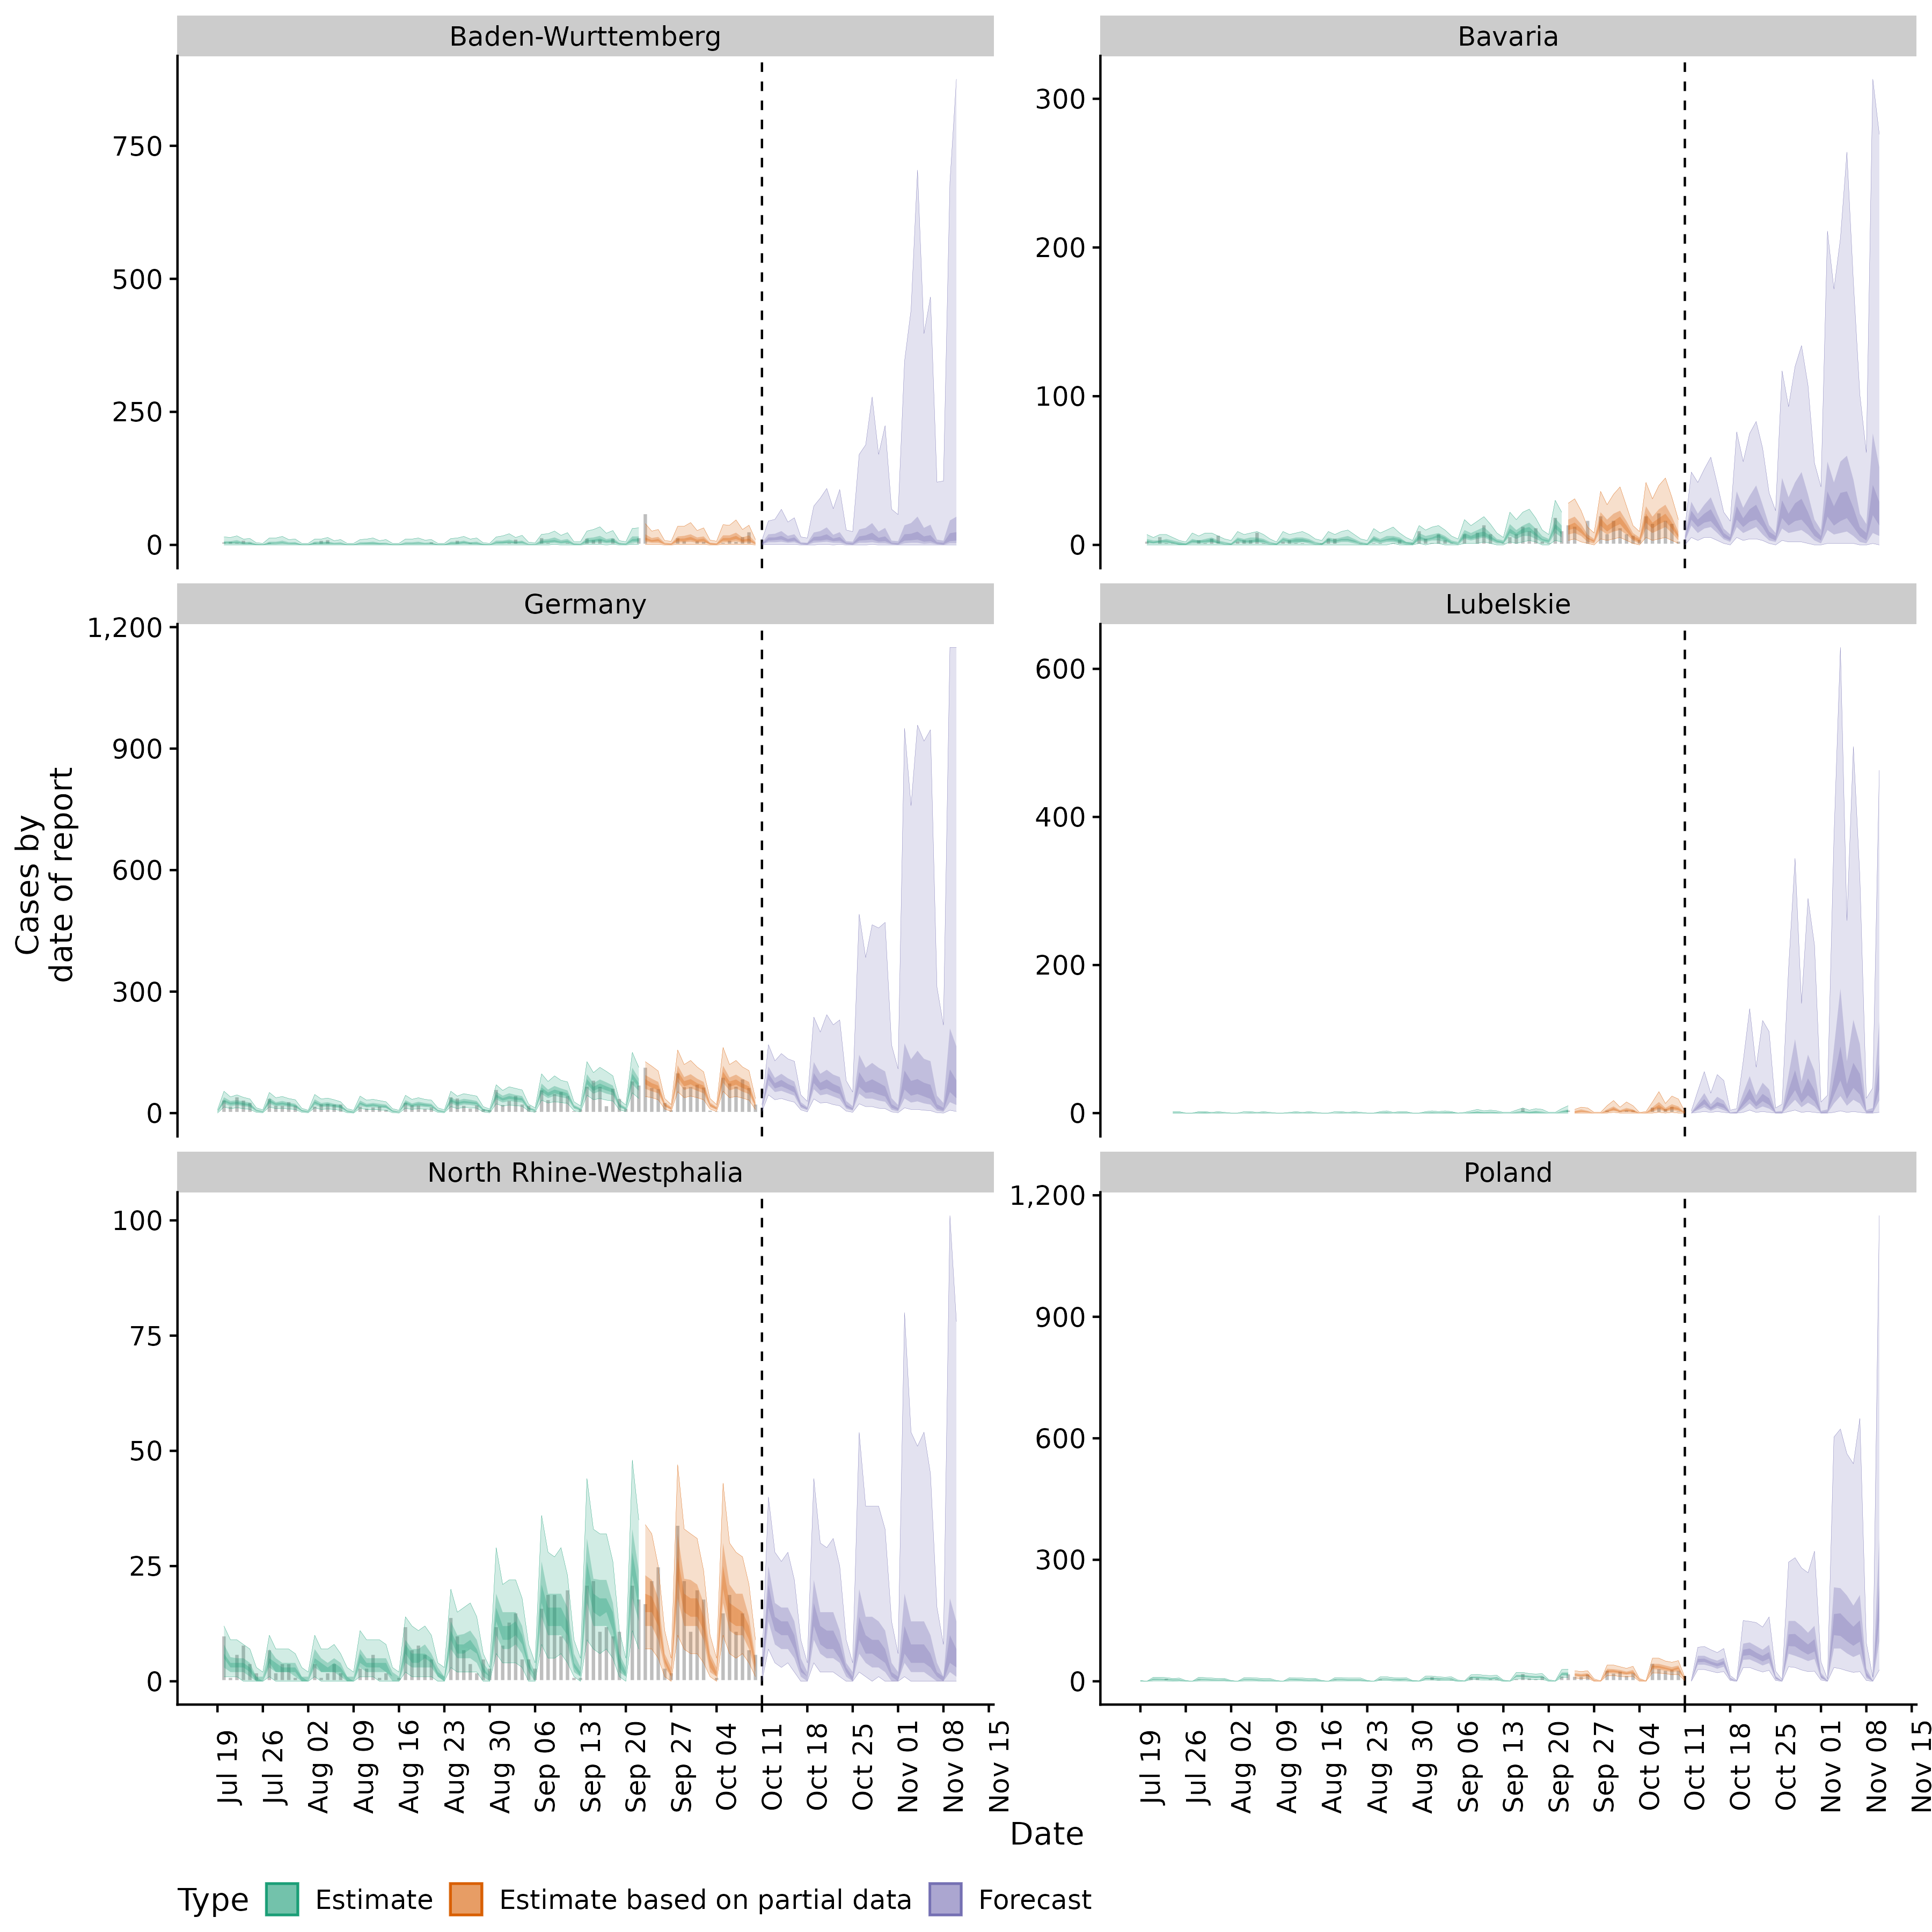 Baden-Wurttemberg
Bavaria
750
500
250
0
300
200
100
0
Germany
Lubelskie
1,200
900
600
300
0
600
400
200
0
Cases by
date of report
North Rhine-Westphalia
Poland
100
75
50
25
0
1,200
900
600
300
0
Jul 19
Jul 26
Aug 02
Aug 09
Aug 16
Aug 23
Aug 30
Sep 06
Sep 13
Sep 20
Sep 27
Oct 04
Oct 11
Oct 18
Oct 25
Nov 01
Nov 08
Nov 15
Jul 19
Jul 26
Aug 02
Aug 09
Aug 16
Aug 23
Aug 30
Sep 06
Sep 13
Sep 20
Sep 27
Oct 04
Oct 11
Oct 18
Oct 25
Nov 01
Nov 08
Nov 15
Date
Type Estimate Estimate based on partial data Forecast